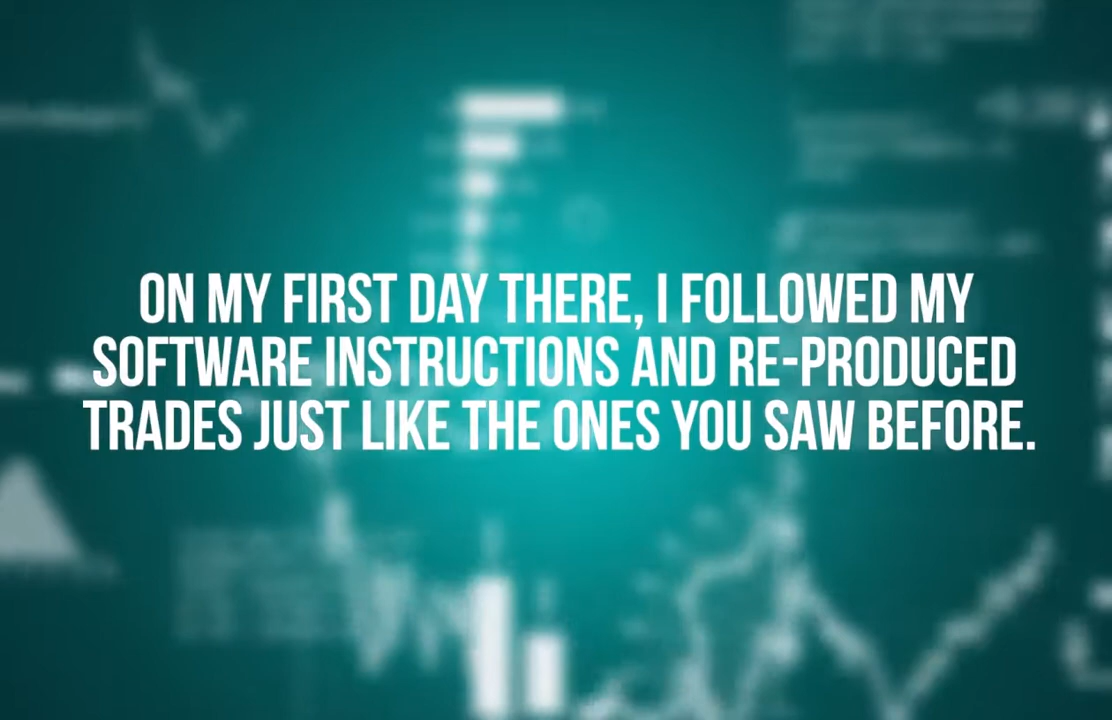 ON MY FIRST DAY THERE, I FOLLOWED MY
SOFTWARE INSTRUCTIONS AND RE-PRODUCED
TRADES JUST LIKE THE ONES YOU SAW BEFORE.